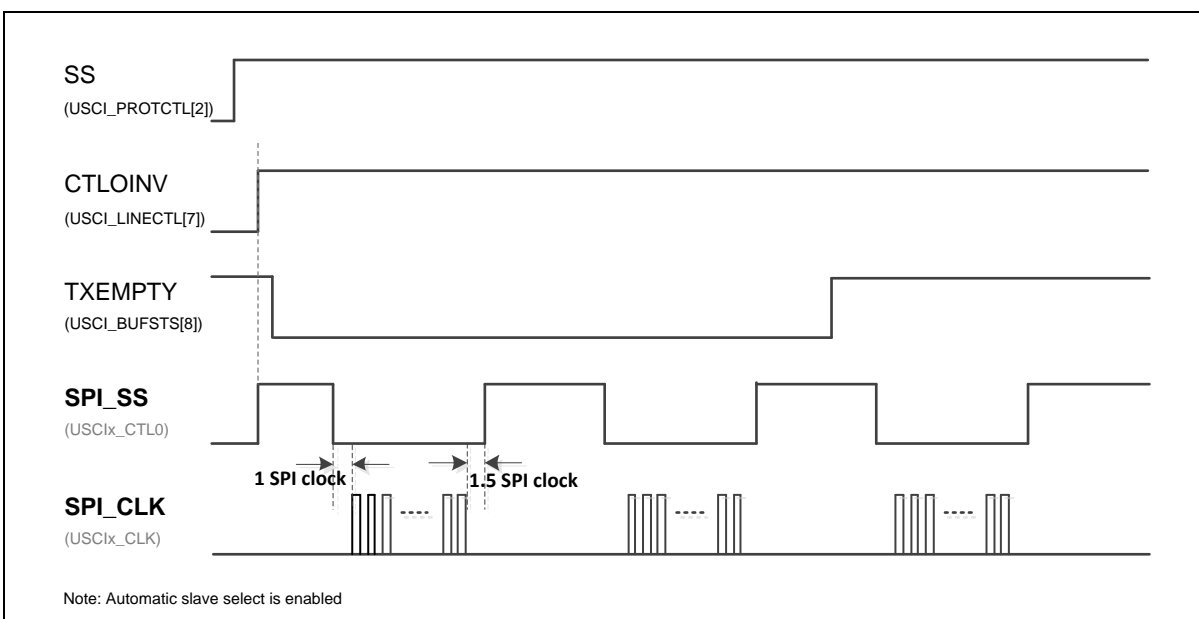 SS
(USCI_PROTCTL[2])
CTLOINV
(USCI_LINECTL[7])
TXEMPTY
(USCI_BUFSTS[8])
SPI_SS
(USCIx_CTL0)
1 SPI clock
1.5 SPI clock
SPI_CLK
(USCIx_CLK)
Note: Automatic slave select is enabled